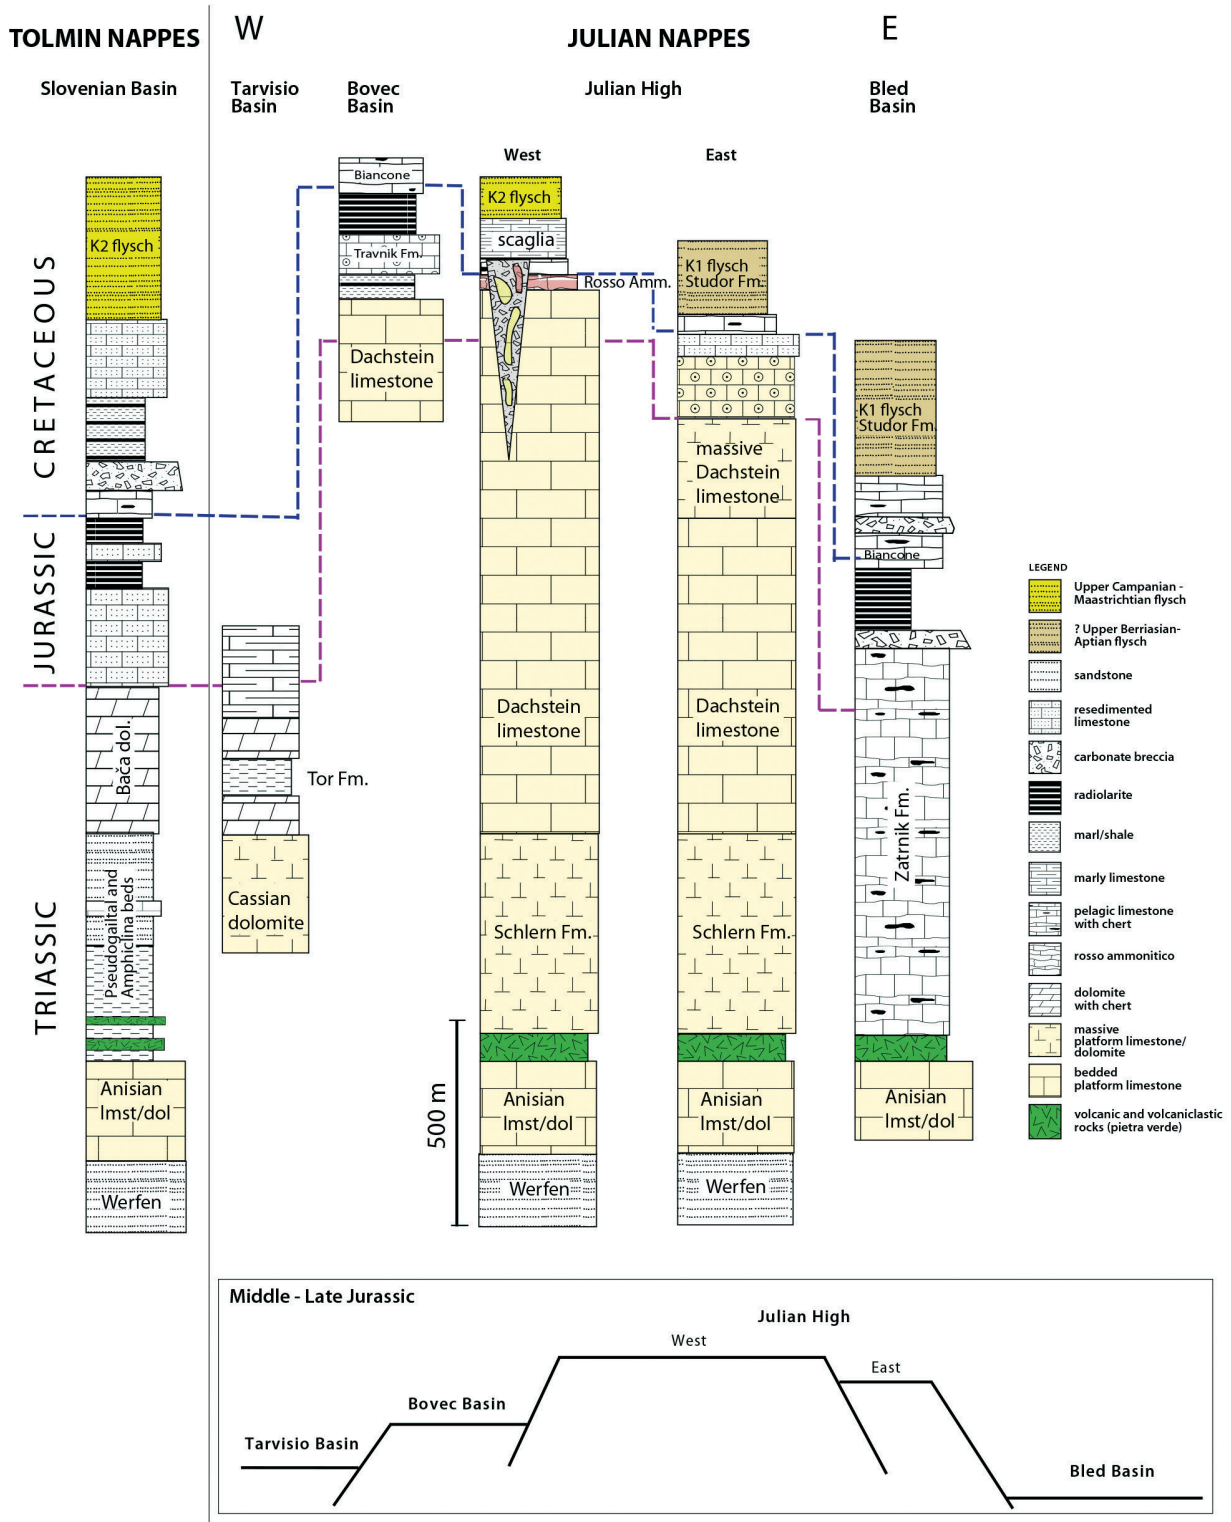 TOLMIN NAPPES
W
JULIAN NAPPES
E
Slovenian Basin
Tarvisio
Basin
Bovec
Basin
Julian High
Bled
Basin
West
East
CRETACEOUS
JURASSIC
TRIASSIC
K2 flysch
Bača dol.
Pseudogailtal and
Amphiclina beds
Anisian
lmst/dol
Werfen
Tor Fm.
Cassian
dolomite
Biancone
Travnik Fm.
Dachstein
limestone
K2 flysch
scaglia
Rosso Amm.
Dachstein
limestone
Schlern Fm.
Anisian
lmst/dol
Werfen
500 m
K1 flysch
Studor Fm.
massive
Dachstein
limestone
Dachstein
limestone
Schlern Fm.
Anisian
lmst/dol
Werfen
K1 flysch
Studor Fm.
Biancone
Zatrnik Fm.
Anisian
lmst/dol
LEGEND
Upper Campanian -
Maastrichtian flysch
? Upper Berriasian-
Aptian flysch
sandstone
resedimented
limestone
carbonate breccia
radiolarite
marl/shale
marly limestone
pelagic limestone
with chert
rosso ammonitico
dolomite
with chert
massive
platform limestone/
dolomite
bedded
platform limestone
volcanic and volcaniclastic
rocks (pietra verde)
Middle - Late Jurassic
Julian High
West
East
Bovec Basin
Tarvisio Basin
Bled Basin